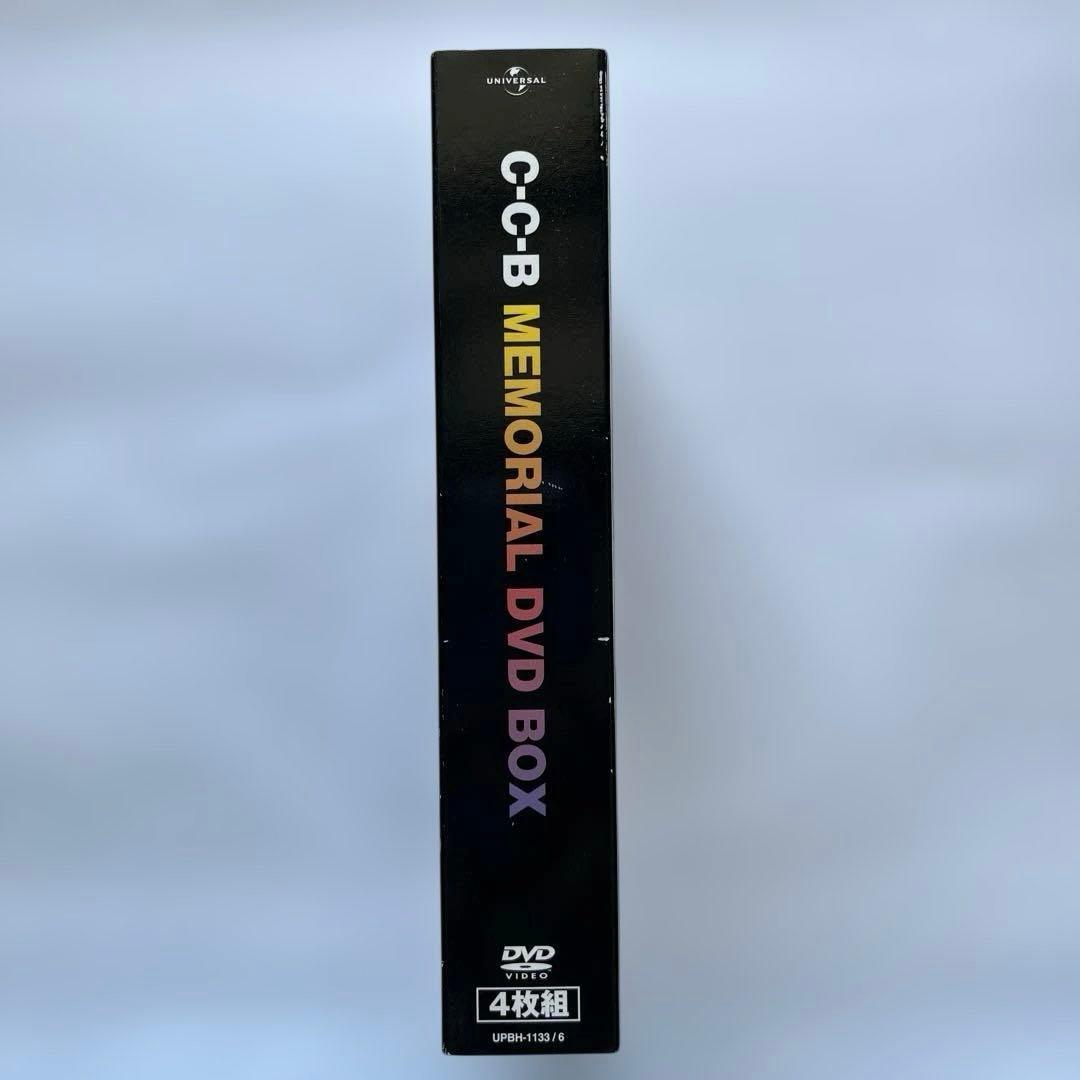 UNIVERSAL
C-C-B MEMORIAL DVD BOX
DVD
VIDEO
4枚組
UPBH-1133 / 6